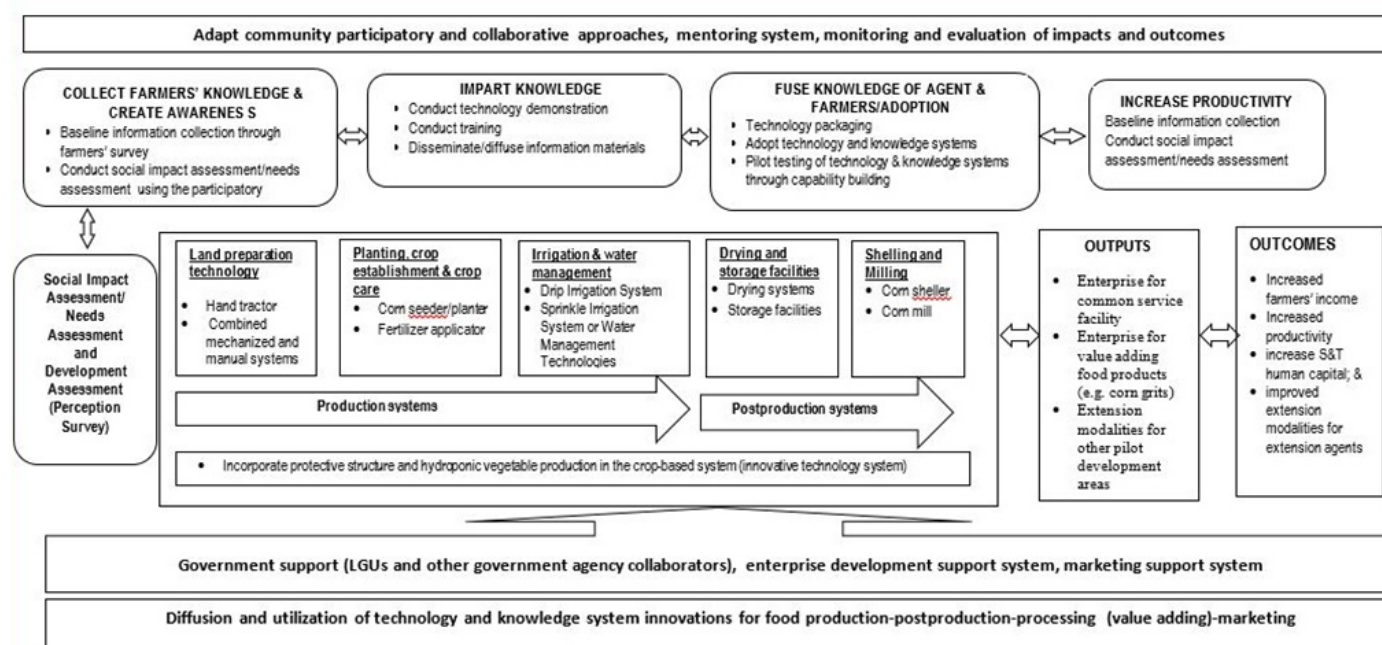 Adapt community participatory and collaborative approaches, mentoring system, monitoring and evaluation of impacts and outcomes
COLLECT FARMERS' KNOWLEDGE &
CREATE AWARENES S
• Baseline information collection through
farmers' survey
• Conduct social impact assessment/needs
assessment using the participatory
IMPART KNOWLEDGE
• Conduct technology demonstration
• Conduct training
• Disseminate/diffuse information materials
FUSE KNOWLEDGE OF AGENT &
FARMERS/ADOPTION
• Technology packaging
• Adopt technology and knowledge systems
• Pilot testing of technology & knowledge systems
through capability building
INCREASE PRODUCTIVITY
Baseline information collection
Conduct social impact
assessment/needs assessment
Social Impact
Assessment/
Needs
Assessment
and
Development
Assessment
(Perception
Survey)
Land preparation
technology
• Hand tractor
• Combined
mechanized and
manual systems
Planting, crop
establishment & crop
care
• Corn seeder/planter
• Fertilizer applicator
Irrigation & water
management
• Drip Irrigation System
• Sprinkle Irrigation
System or Water
Management
Technologies
Drying and
storage facilities
• Drying systems
• Storage facilities
Shelling and
Milling
• Corn sheller
• Corn mill
Production systems
Postproduction systems
• Incorporate protective structure and hydroponic vegetable production in the crop-based system (innovative technology system)
OUTPUTS
• Enterprise for
common service
facility
• Enterprise for
value adding
food products
(e.g. corn grits)
• Extension
modalities for
other pilot
development
areas
OUTCOMES
• Increased
farmers' income
• Increased
productivity
• increase S&T
human capital; &
• improved
extension
modalities for
extension agents
Government support (LGUs and other government agency collaborators), enterprise development support system, marketing support system
Diffusion and utilization of technology and knowledge system innovations for food production-postproduction-processing (value adding)-marketing